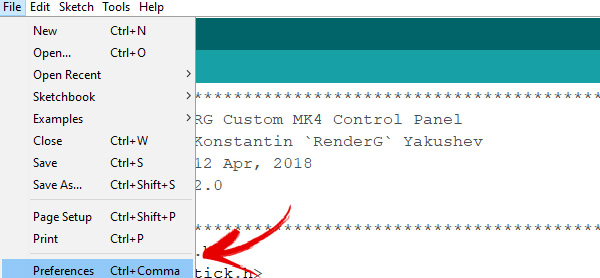 File Edit Sketch Tools Help
New Ctrl+N
Open... Ctrl+O
Open Recent
Sketchbook
Examples
Close Ctrl+W
Save Ctrl+S
Save As... Ctrl+Shift+S
Page Setup Ctrl+Shift+P
Print Ctrl+P
Preferences Ctrl+Comma
*******************************************
RG Custom MK4 Control Panel
Konstantin `RenderG` Yakushev
12 Apr, 2018
2.0
*******************************************
tick.h>